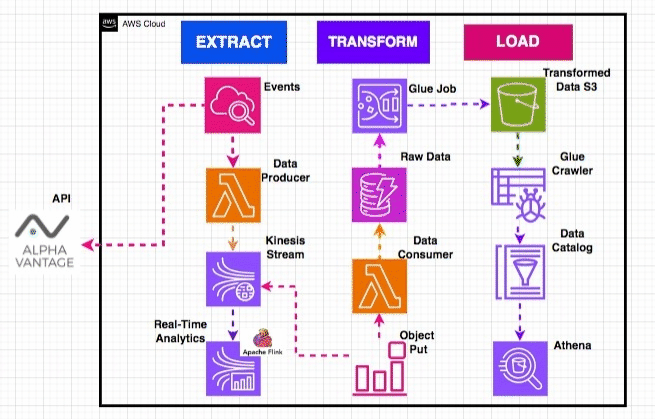 aws
AWS Cloud
EXTRACT
TRANSFORM
LOAD
Events
Glue Job
Transformed
Data S3
Data
Producer
Raw Data
Glue
Crawler
API
ALPHA
VANTAGE
Kinesis
Stream
Data
Consumer
Data
Catalog
Real-Time
Analytics
Apache Flink
Object
Put
Athena